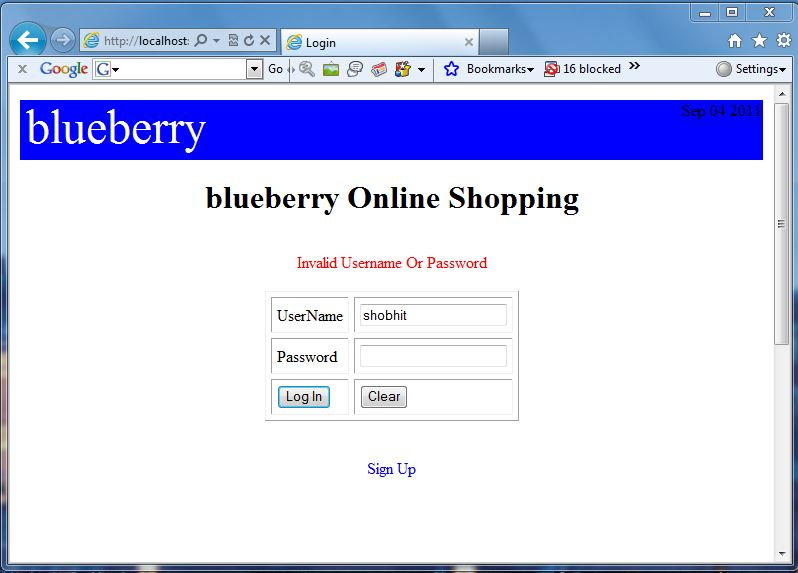 http://localhost:
Login
x Google G Go Bookmarks 16 blocked » Settings
Sep 04 2011
blueberry
blueberry Online Shopping
Invalid Username Or Password
UserName shobhit
Password
Log In Clear
Sign Up